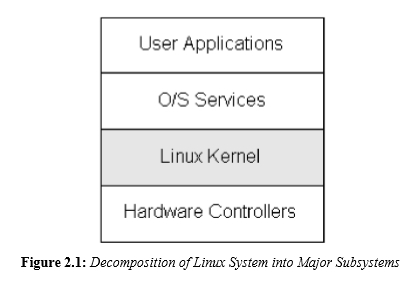 User Applications
O/S Services
Linux Kernel
Hardware Controllers
Figure 2.1: Decomposition of Linux System into Major Subsystems